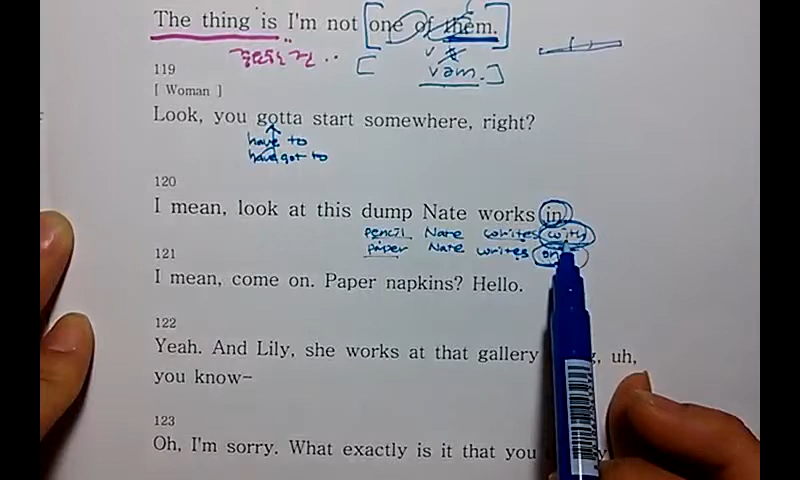 The thing is I'm not [one of them.]
중요한 건 ..
[ vəm. ]
119
[ Woman ]
Look, you gotta start somewhere, right?
have to
have got to
120
I mean, look at this dump Nate works in.
pencil Nate writes with
paper Nate writes on
121
I mean, come on. Paper napkins? Hello.
122
Yeah. And Lily, she works at that gallery uh,
you know-
123
Oh, I'm sorry. What exactly is it that you